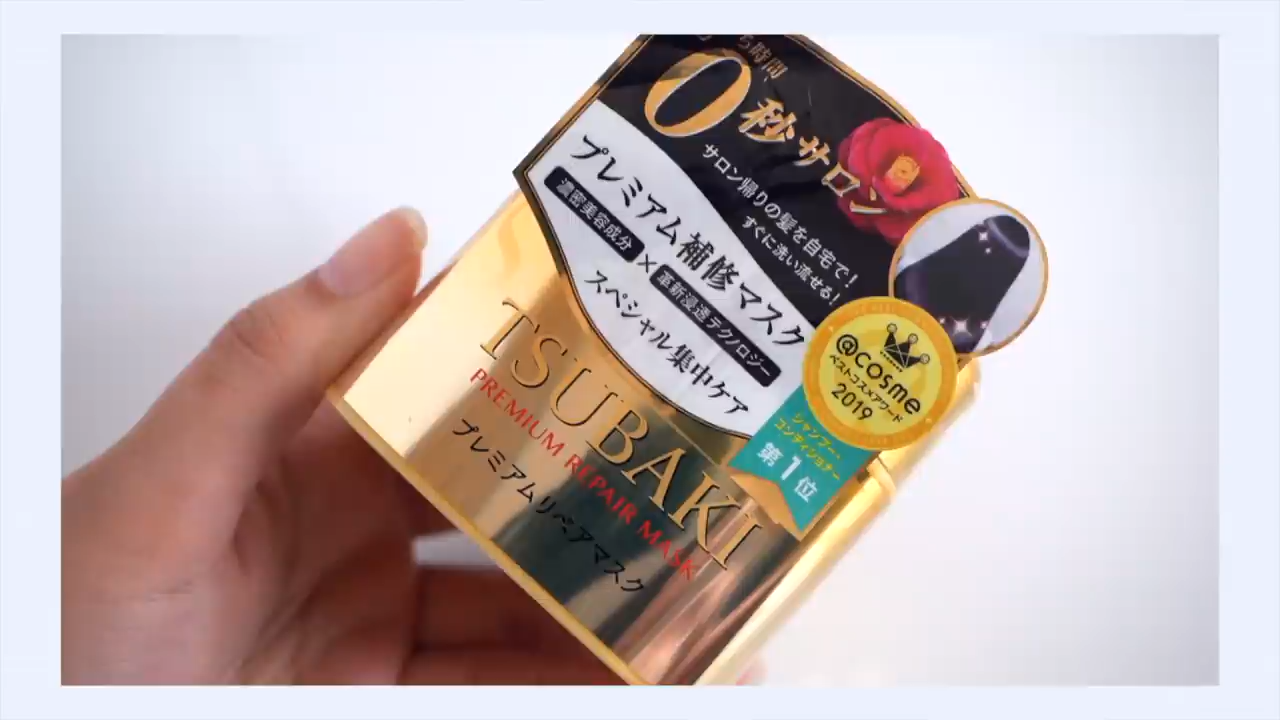 ち時間
0秒サロン
サロン帰りの髪を自宅で!
すぐに洗い流せる!
プレミアム補修マスク
濃密美容成分
×
革新浸透テクノロジー
スペシャル集中ケア
@cosme
ベストコスメアワード
2019
シャンプー・
コンディショナー
第1位
TSUBAKI
PREMIUM REPAIR MASK
プレミアムリペアマスク